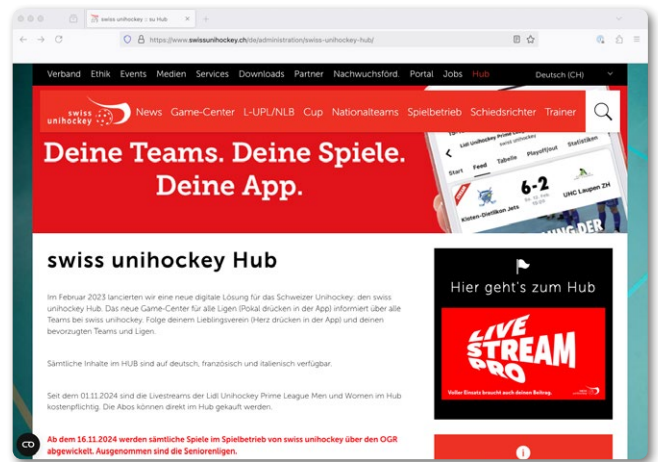 swiss unihockey | su Hub
https://www.swissunihockey.ch/de/administration/swiss-unihockey-hub/
Verband Ethik Events Medien Services Downloads Partner Nachwuchsförd. Portal Jobs Hub Deutsch (CH)
swiss unihockey
News Game-Center L-UPL/NLB Cup Nationalteams Spielbetrieb Schiedsrichter Trainer
Deine Teams. Deine Spiele.
Deine App.
Lidl Unihockey Prime
swiss unihockey
Start Feed Tabelle Playoff/out Statistiken
6-2
Kloten-Dietlikon Jets
UHC Laupen ZH
DER
swiss unihockey Hub
Im Februar 2023 lancierten wir eine neue digitale Lösung für das Schweizer Unihockey: den swiss
unihockey Hub. Das neue Game-Center für alle Ligen (Pokal drücken in der App) informiert über alle
Teams bei swiss unihockey. Folge deinem Lieblingsverein (Herz drücken in der App) und deinen
bevorzugten Teams und Ligen.
Sämtliche Inhalte im HUB sind auf deutsch, französisch und italienisch verfügbar.
Seit dem 01.11.2024 sind die Livestreams der Lidl Unihockey Prime League Men und Women im Hub
kostenpflichtig. Die Abos können direkt im Hub gekauft werden.
Ab dem 16.11.2024 werden sämtliche Spiele im Spielbetrieb von swiss unihockey über den OGR
abgewickelt. Ausgenommen sind die Seniorenligen.
Hier geht's zum Hub
LIVE
STREAM
PRO
Voller Einsatz braucht auch deinen Beitrag.